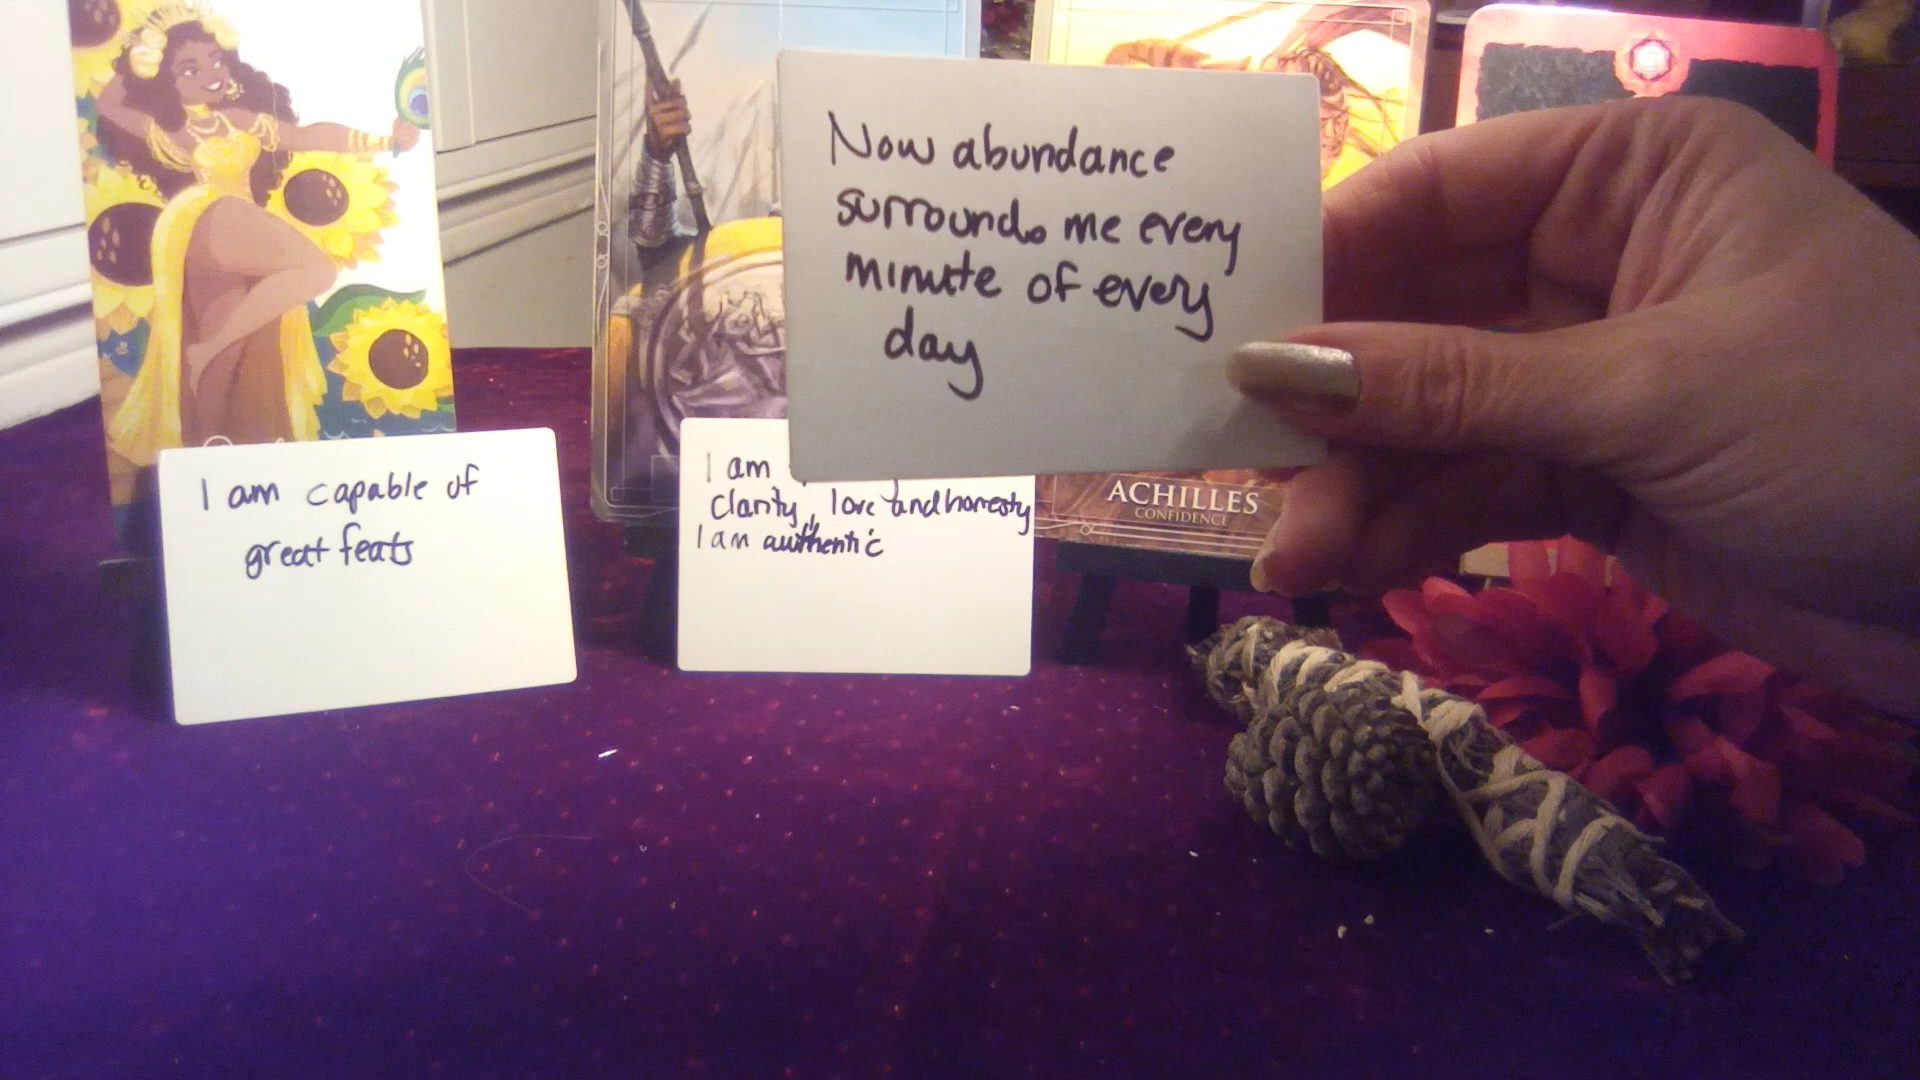 Now abundance
surrounds me every
minute of every
day
I am capable of
great feats
I am
clarity, love and honesty
I am authentic
ACHILLES
CONFIDENCE